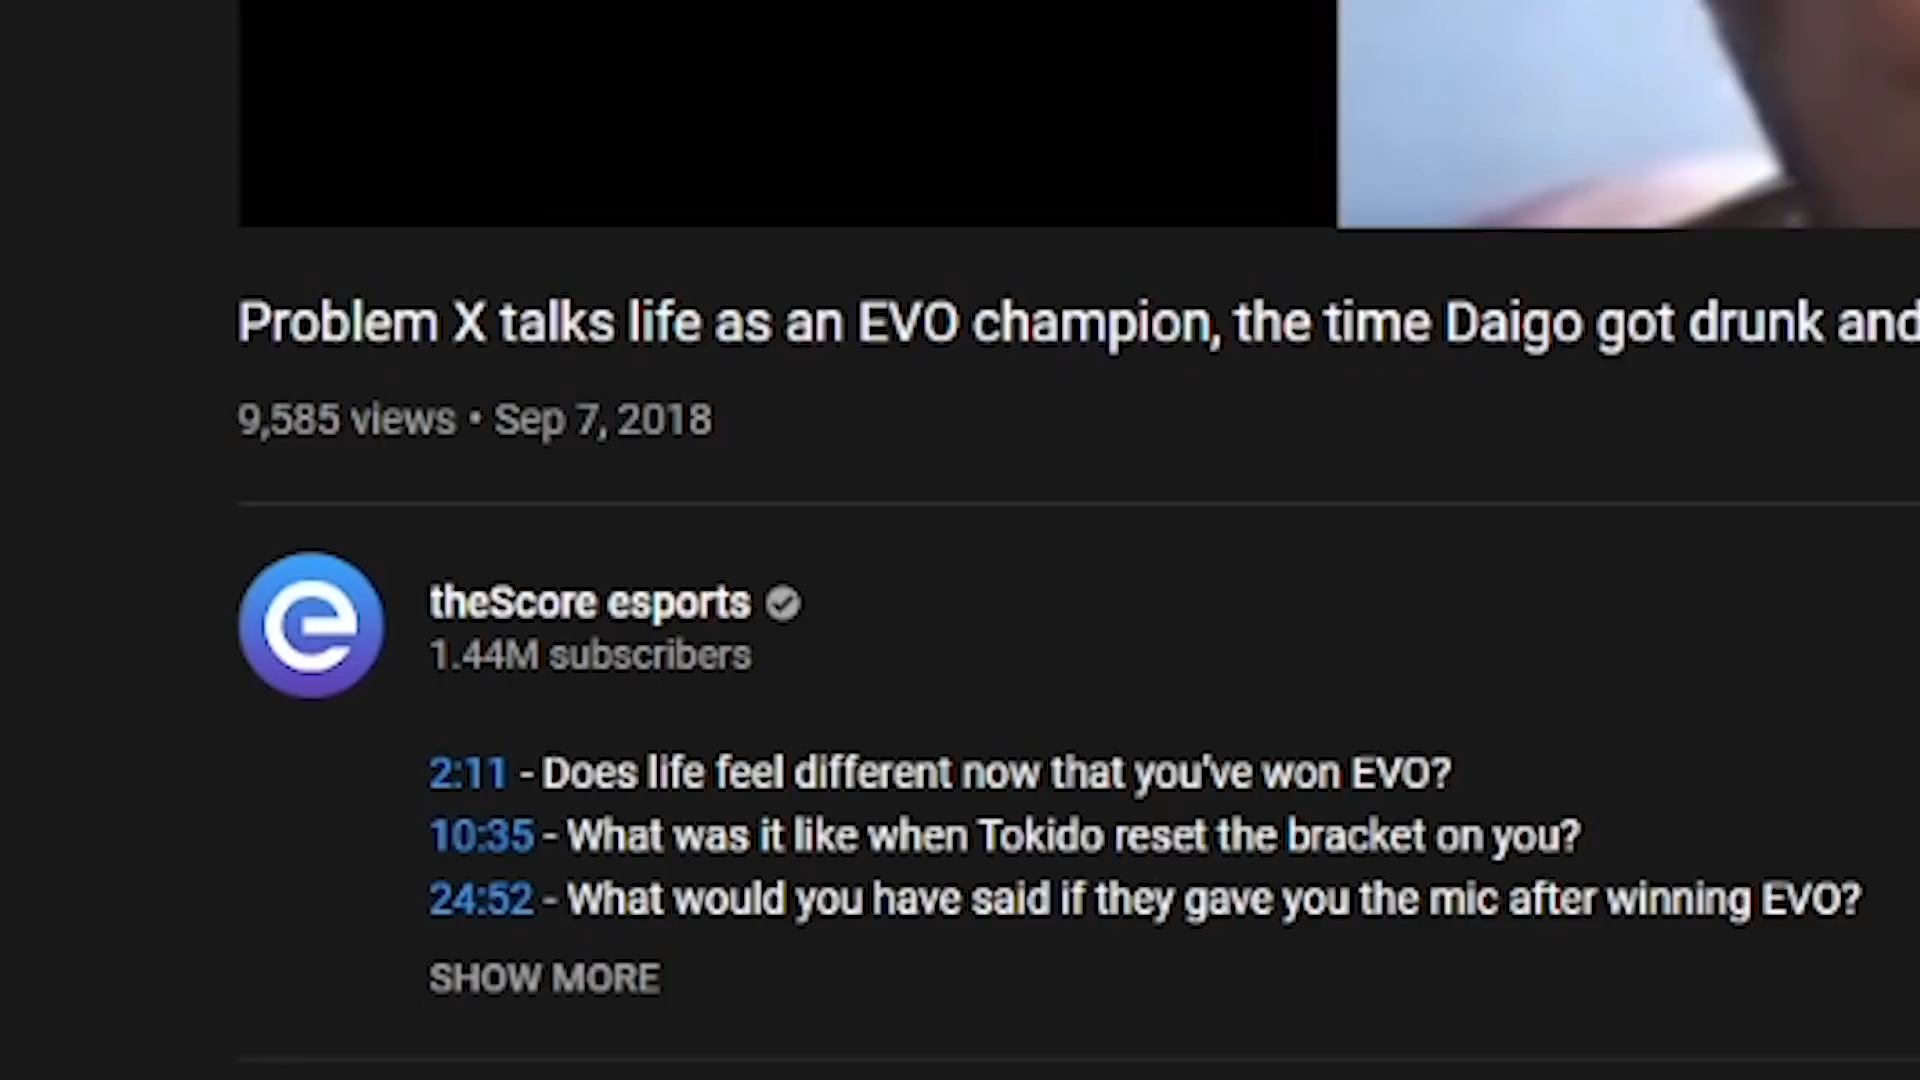 Problem X talks life as an EVO champion, the time Daigo got drunk and
9,585 views • Sep 7, 2018
theScore esports
1.44M subscribers
2:11 - Does life feel different now that you've won EVO?
10:35 - What was it like when Tokido reset the bracket on you?
24:52 - What would you have said if they gave you the mic after winning EVO?
SHOW MORE